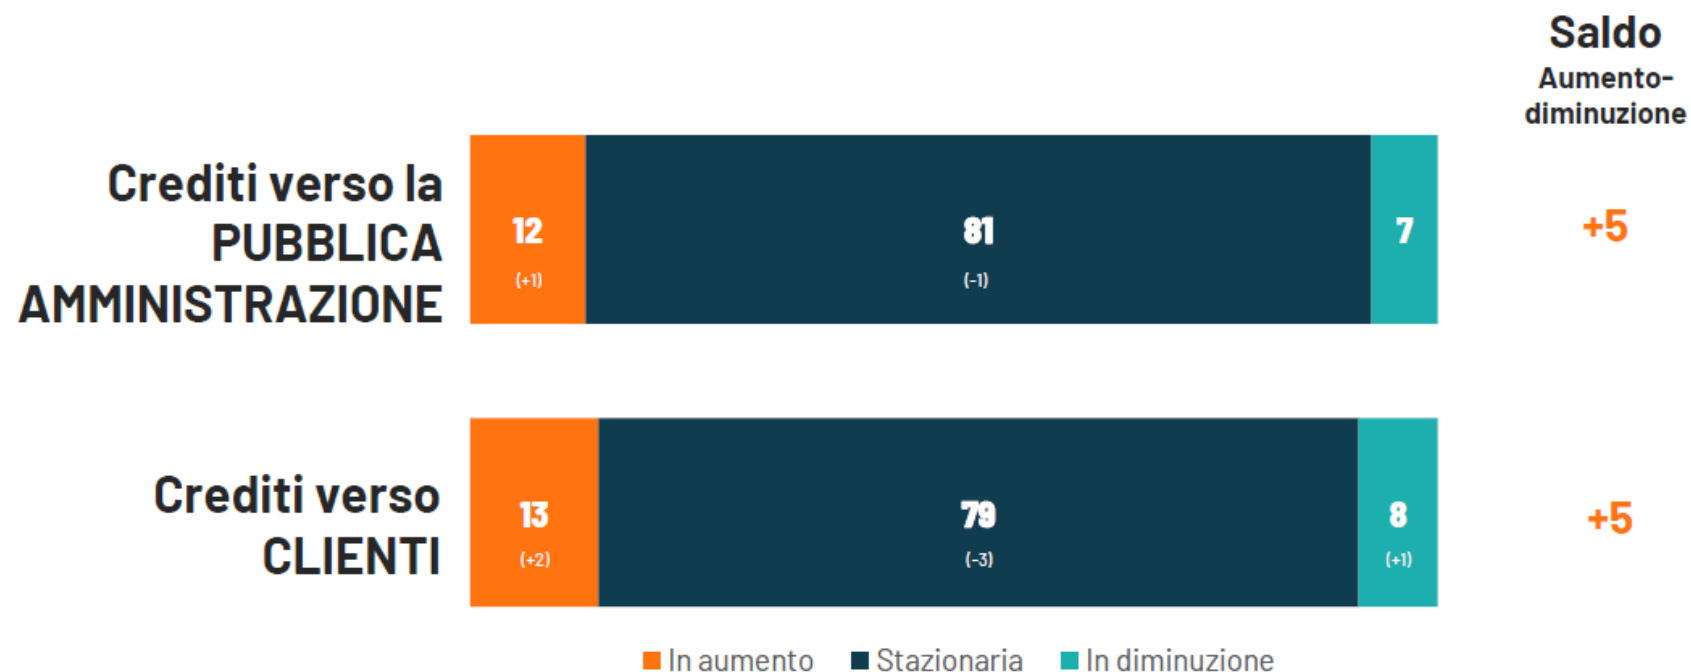 Saldo
Aumento-
diminuzione
Crediti verso la
PUBBLICA
AMMINISTRAZIONE
12
(+1)
81
(-1)
7
+5
Crediti verso
CLIENTI
13
(+2)
79
(-3)
8
(+1)
+5
In aumento
Stazionaria
In diminuzione